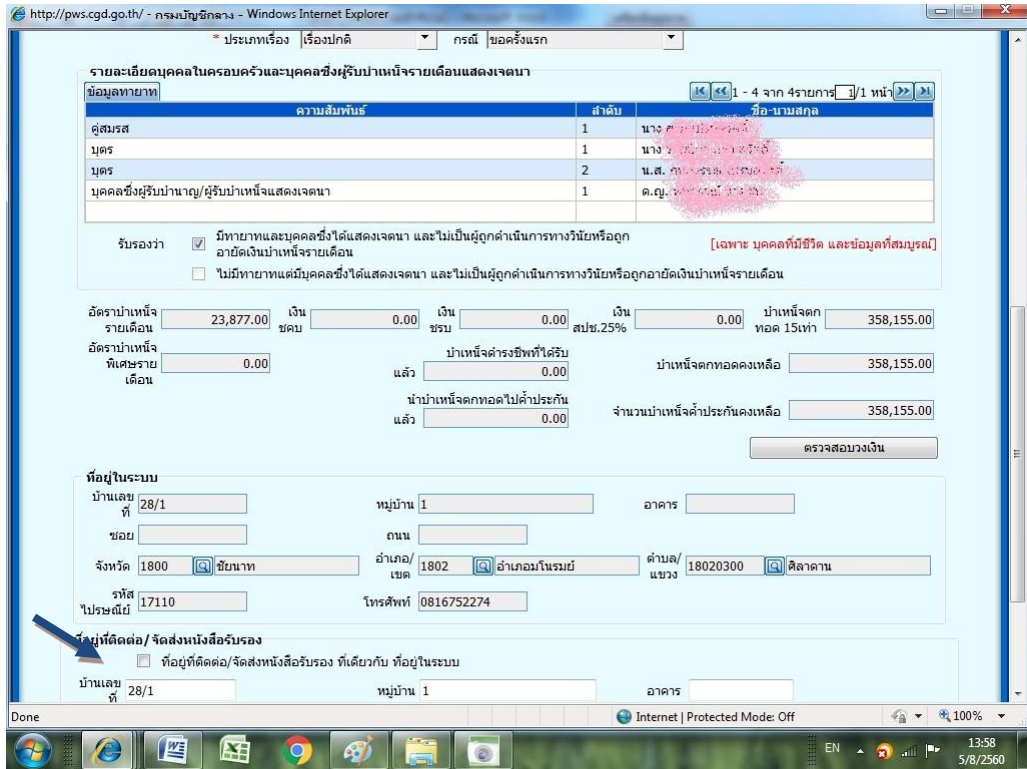 http://pws.cgd.go.th/ - กรมบัญชีกลาง - Windows Internet Explorer
* ประเภทเรื่อง เรื่องปกติ กรณี ขอครั้งแรก
รายละเอียดบุคคลในครอบครัวและบุคคลซึ่งผู้รับบำเหน็จรายเดือนแสดงเจตนา
ข้อมูลทายาท 1 - 4 จาก 4รายการ 1/1 หน้า
ความสัมพันธ์ ลำดับ ชื่อ-นามสกุล
คู่สมรส 1 นาง
บุตร 1 นาง
บุตร 2 น.ส.
บุคคลซึ่งผู้รับบำนาญ/ผู้รับบำเหน็จแสดงเจตนา 1 ด.ญ.
รับรองว่า มีทายาทและบุคคลซึ่งได้แสดงเจตนา และไม่เป็นผู้ถูกดำเนินการทางวินัยหรือถูก
อายัดเงินบำเหน็จรายเดือน
[เฉพาะ บุคคลที่มีชีวิต และข้อมูลที่สมบูรณ์]
ไม่มีทายาทแต่มีบุคคลซึ่งได้แสดงเจตนา และไม่เป็นผู้ถูกดำเนินการทางวินัยหรือถูกอายัดเงินบำเหน็จรายเดือน
อัตราบำเหน็จ
รายเดือน 23,877.00 เงิน
ชคบ 0.00 เงิน
ชรบ 0.00 เงิน
สปช.25% 0.00 บำเหน็จตก
ทอด 15เท่า 358,155.00
อัตราบำเหน็จ
พิเศษราย
เดือน 0.00 บำเหน็จดำรงชีพที่ได้รับ
แล้ว 0.00 บำเหน็จตกทอดคงเหลือ 358,155.00
นำบำเหน็จตกทอดไปค้ำประกัน
แล้ว 0.00 จำนวนบำเหน็จค้ำประกันคงเหลือ 358,155.00
ตรวจสอบวงเงิน
ที่อยู่ในระบบ
บ้านเลข
ที่ 28/1 หมู่บ้าน 1 อาคาร
ซอย ถนน
จังหวัด 1800 ชัยนาท อำเภอ/
เขต 1802 อำเภอมโนรมย์ ตำบล/
แขวง 18020300 ศิลาดาน
รหัส
ไปรษณีย์ 17110 โทรศัพท์ 0816752274
ที่อยู่ที่ติดต่อ/จัดส่งหนังสือรับรอง
ที่อยู่ที่ติดต่อ/จัดส่งหนังสือรับรอง ที่เดียวกับ ที่อยู่ในระบบ
บ้านเลข
ที่ 28/1 หมู่บ้าน 1 อาคาร
Done Internet | Protected Mode: Off 100%
EN 13:58
5/8/2560